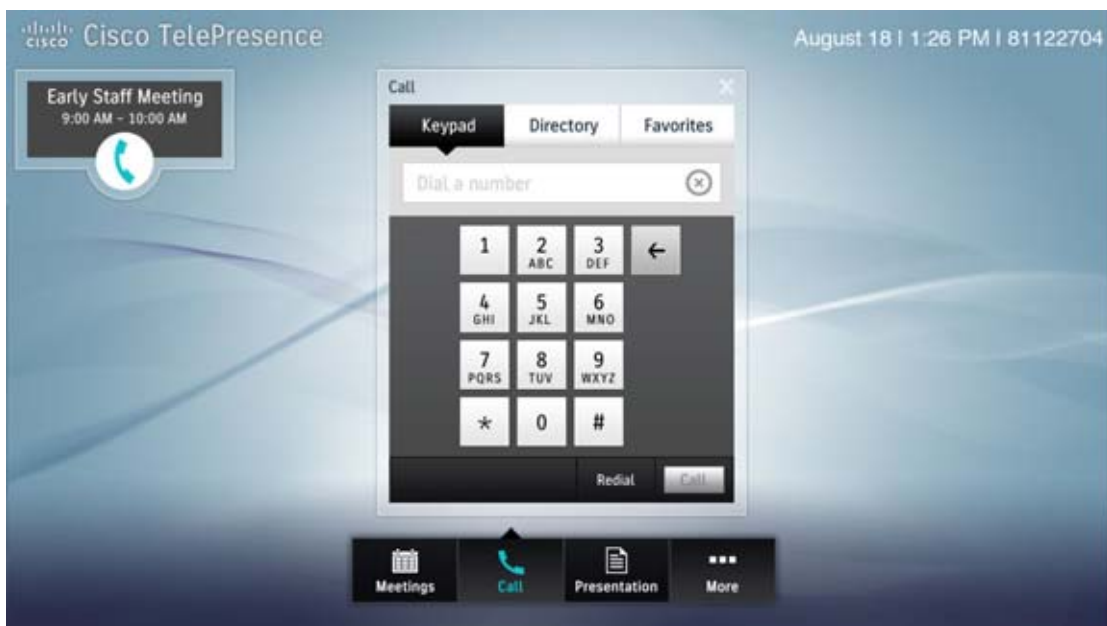 cisco Cisco TelePresence
August 18 | 1:26 PM | 81122704
Early Staff Meeting
9:00 AM - 10:00 AM
Call
Keypad Directory Favorites
Dial a number
1 2 3
ABC DEF
4 5 6
GHI JKL MNO
7 8 9
PQRS TUV WXYZ
* 0 #
Redial Call
Meetings Call Presentation More